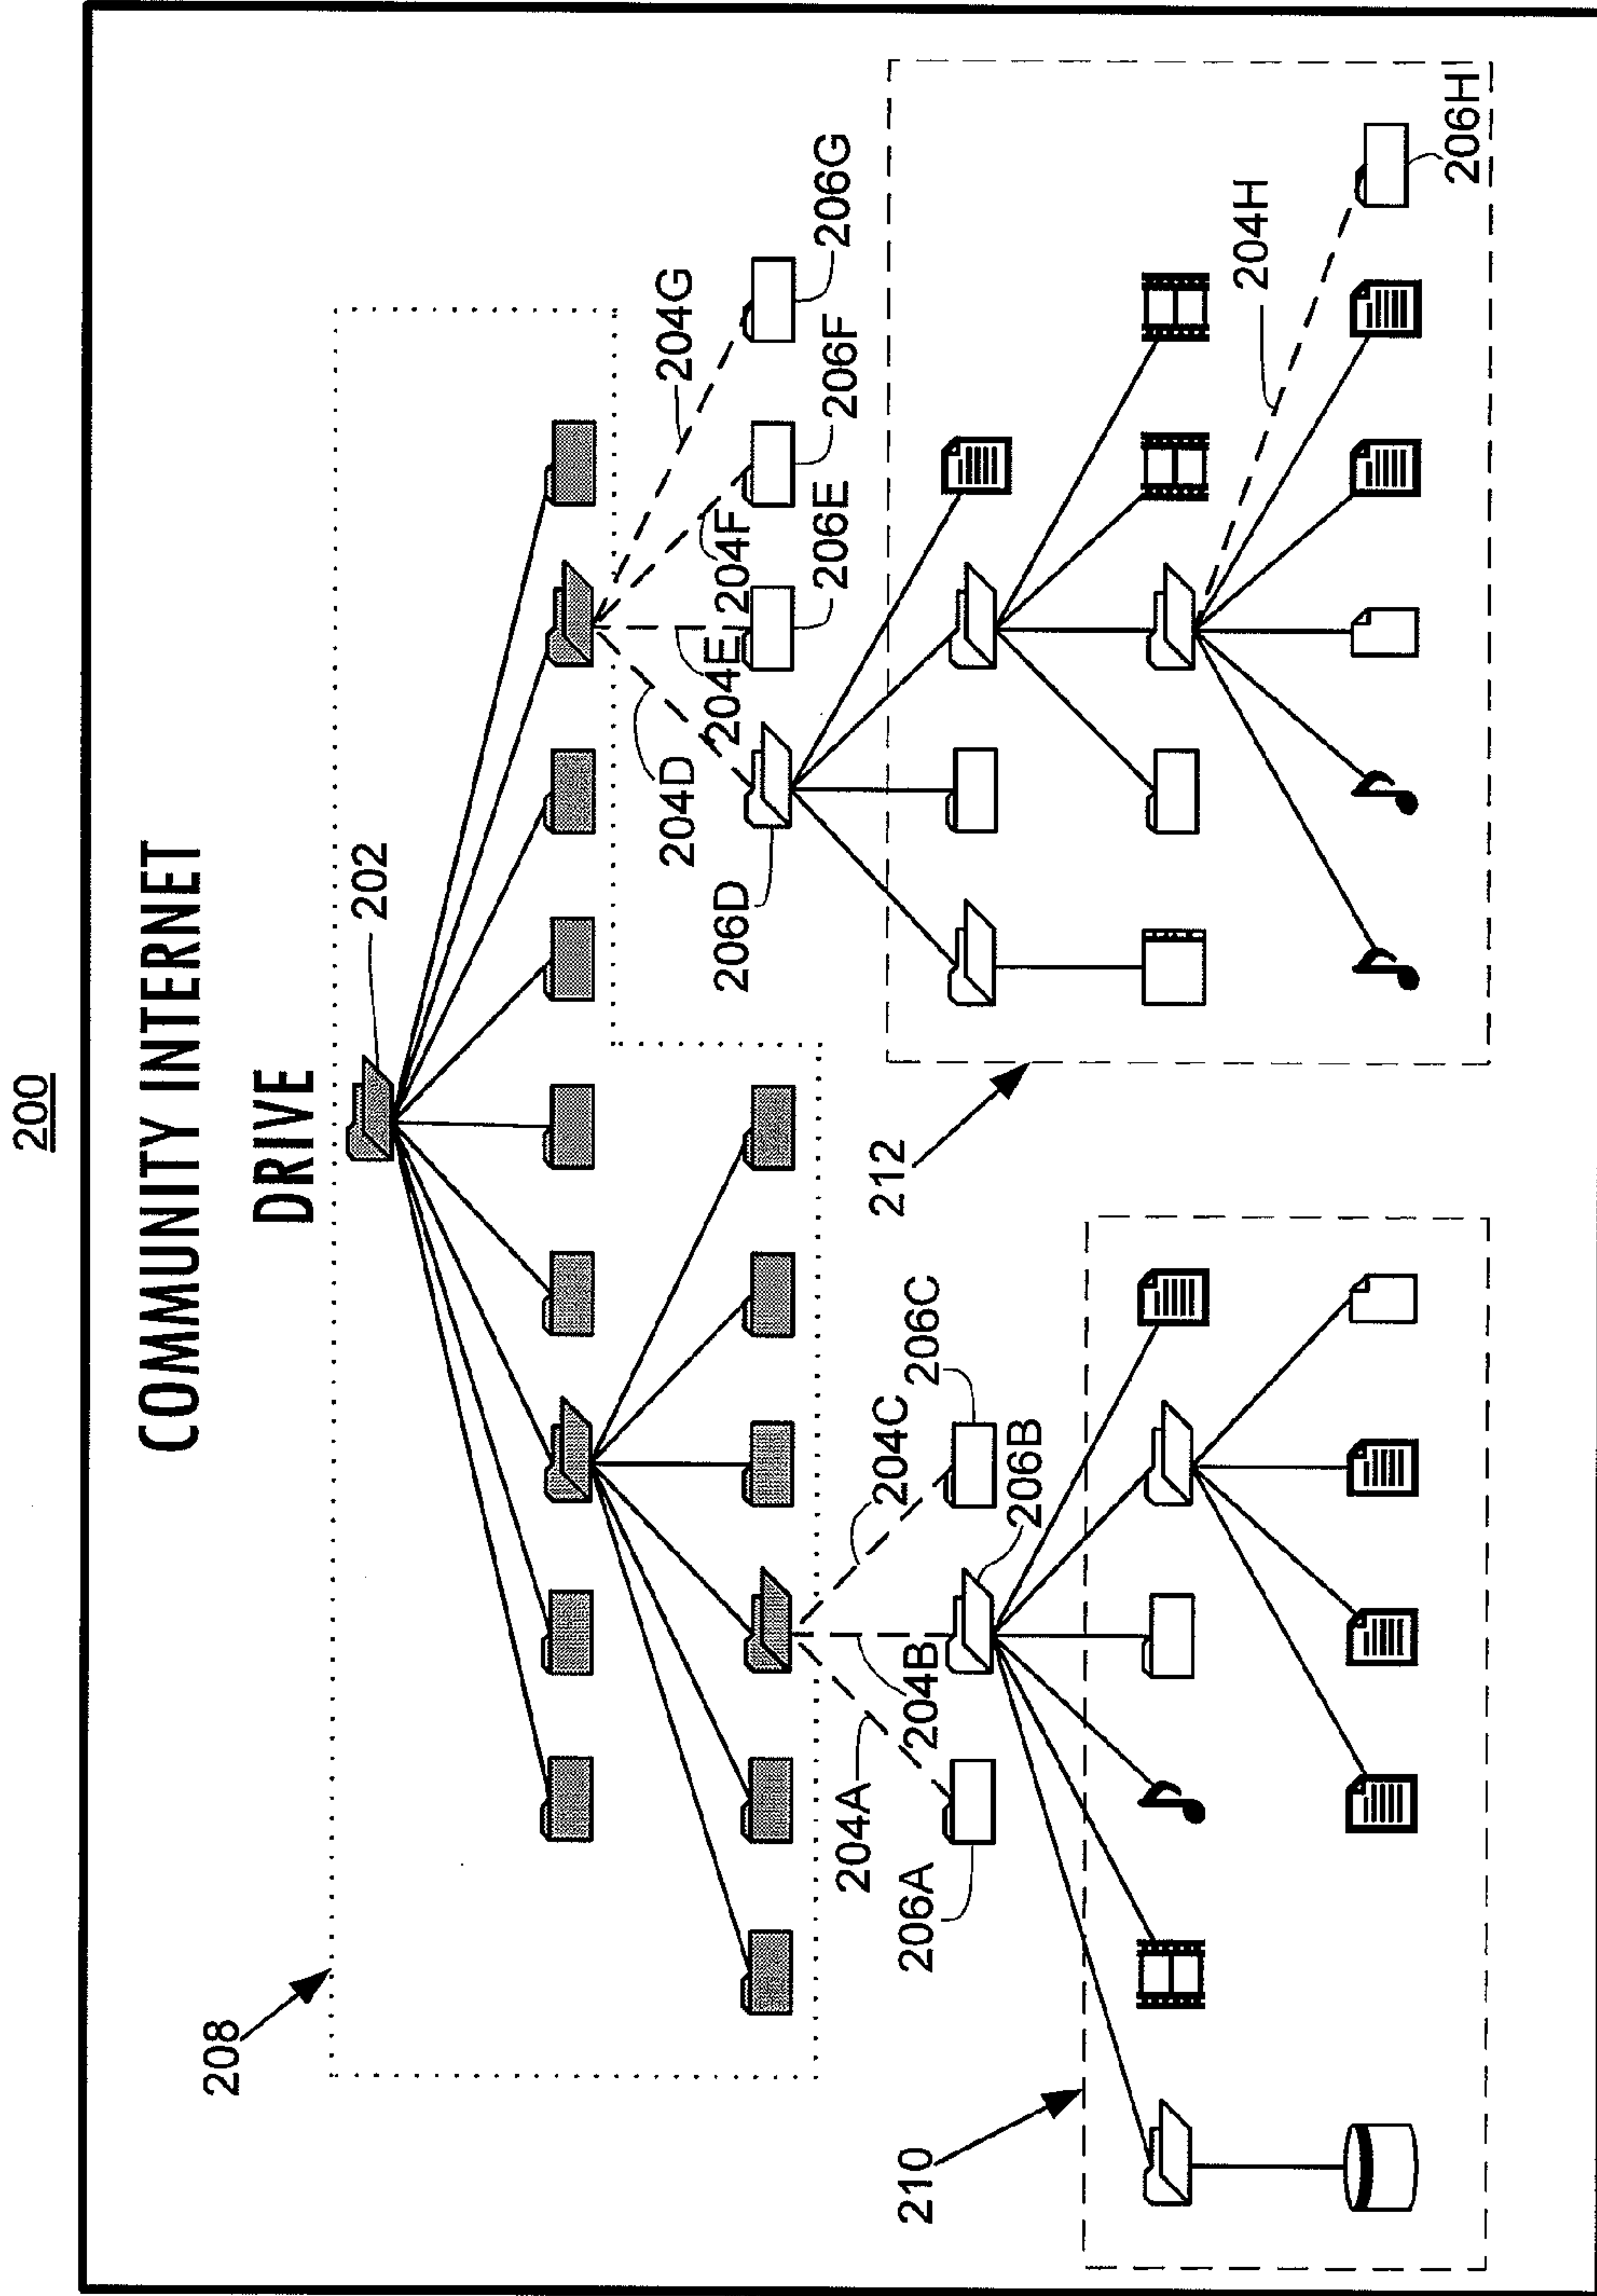 200
COMMUNITY INTERNET
DRIVE
202
208
204G
204D
204E
204F
206G
206F
206E
206D
204A
204B
204C
206A
206C
206B
210
212
204H
206H